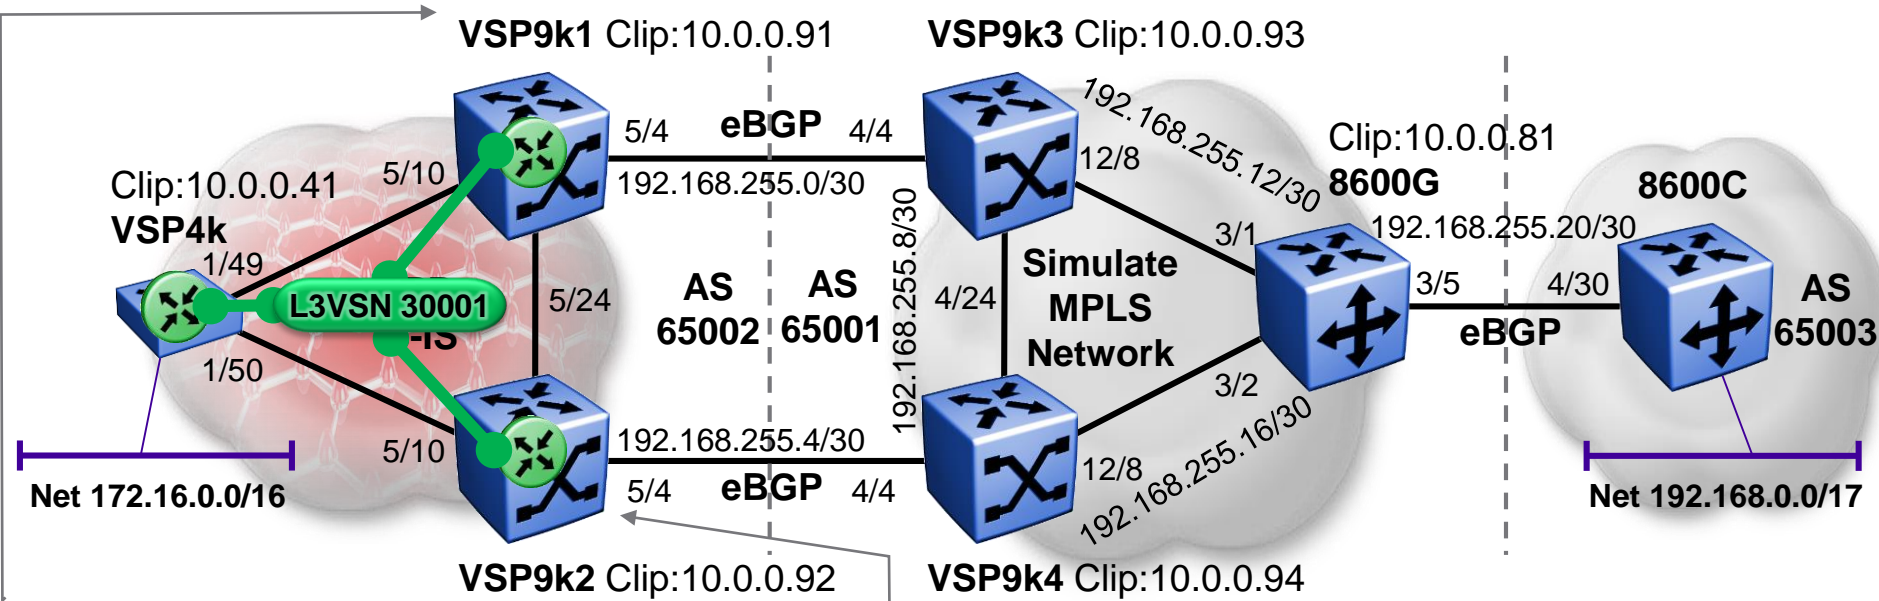 VSP9k1 Clip:10.0.0.91
VSP9k3 Clip:10.0.0.93
5/4
eBGP
4/4
192.168.255.0/30
12/8
192.168.255.12/30
Clip:10.0.0.81
8600G
8600C
192.168.255.20/30
Clip:10.0.0.41
VSP4k
5/10
1/49
L3VSN 30001
-IS
5/24
AS
65002
AS
65001
192.168.255.8/30
4/24
Simulate
MPLS
Network
3/1
3/5
4/30
eBGP
AS
65003
1/50
5/10
3/2
192.168.255.4/30
eBGP
5/4
4/4
12/8
192.168.255.16/30
Net 172.16.0.0/16
Net 192.168.0.0/17
VSP9k2 Clip:10.0.0.92
VSP9k4 Clip:10.0.0.94